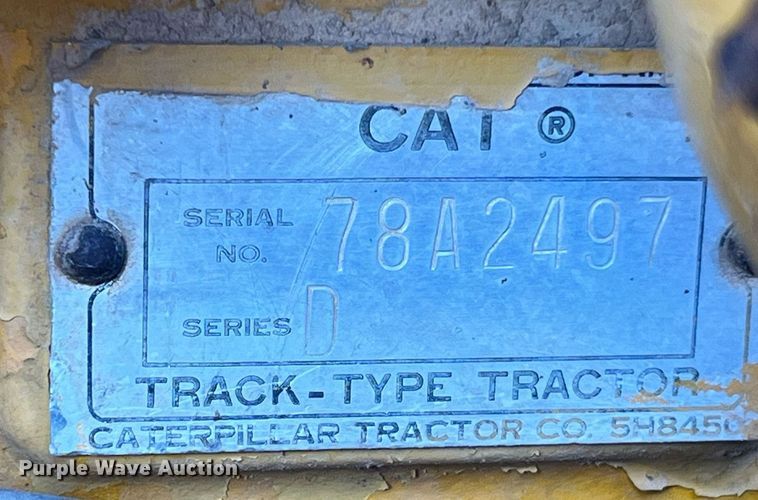 CAT ®
SERIAL NO. 78A2497
SERIES D
TRACK-TYPE TRACTOR
CATERPILLAR TRACTOR CO. 5H8450
Purple Wave Auction